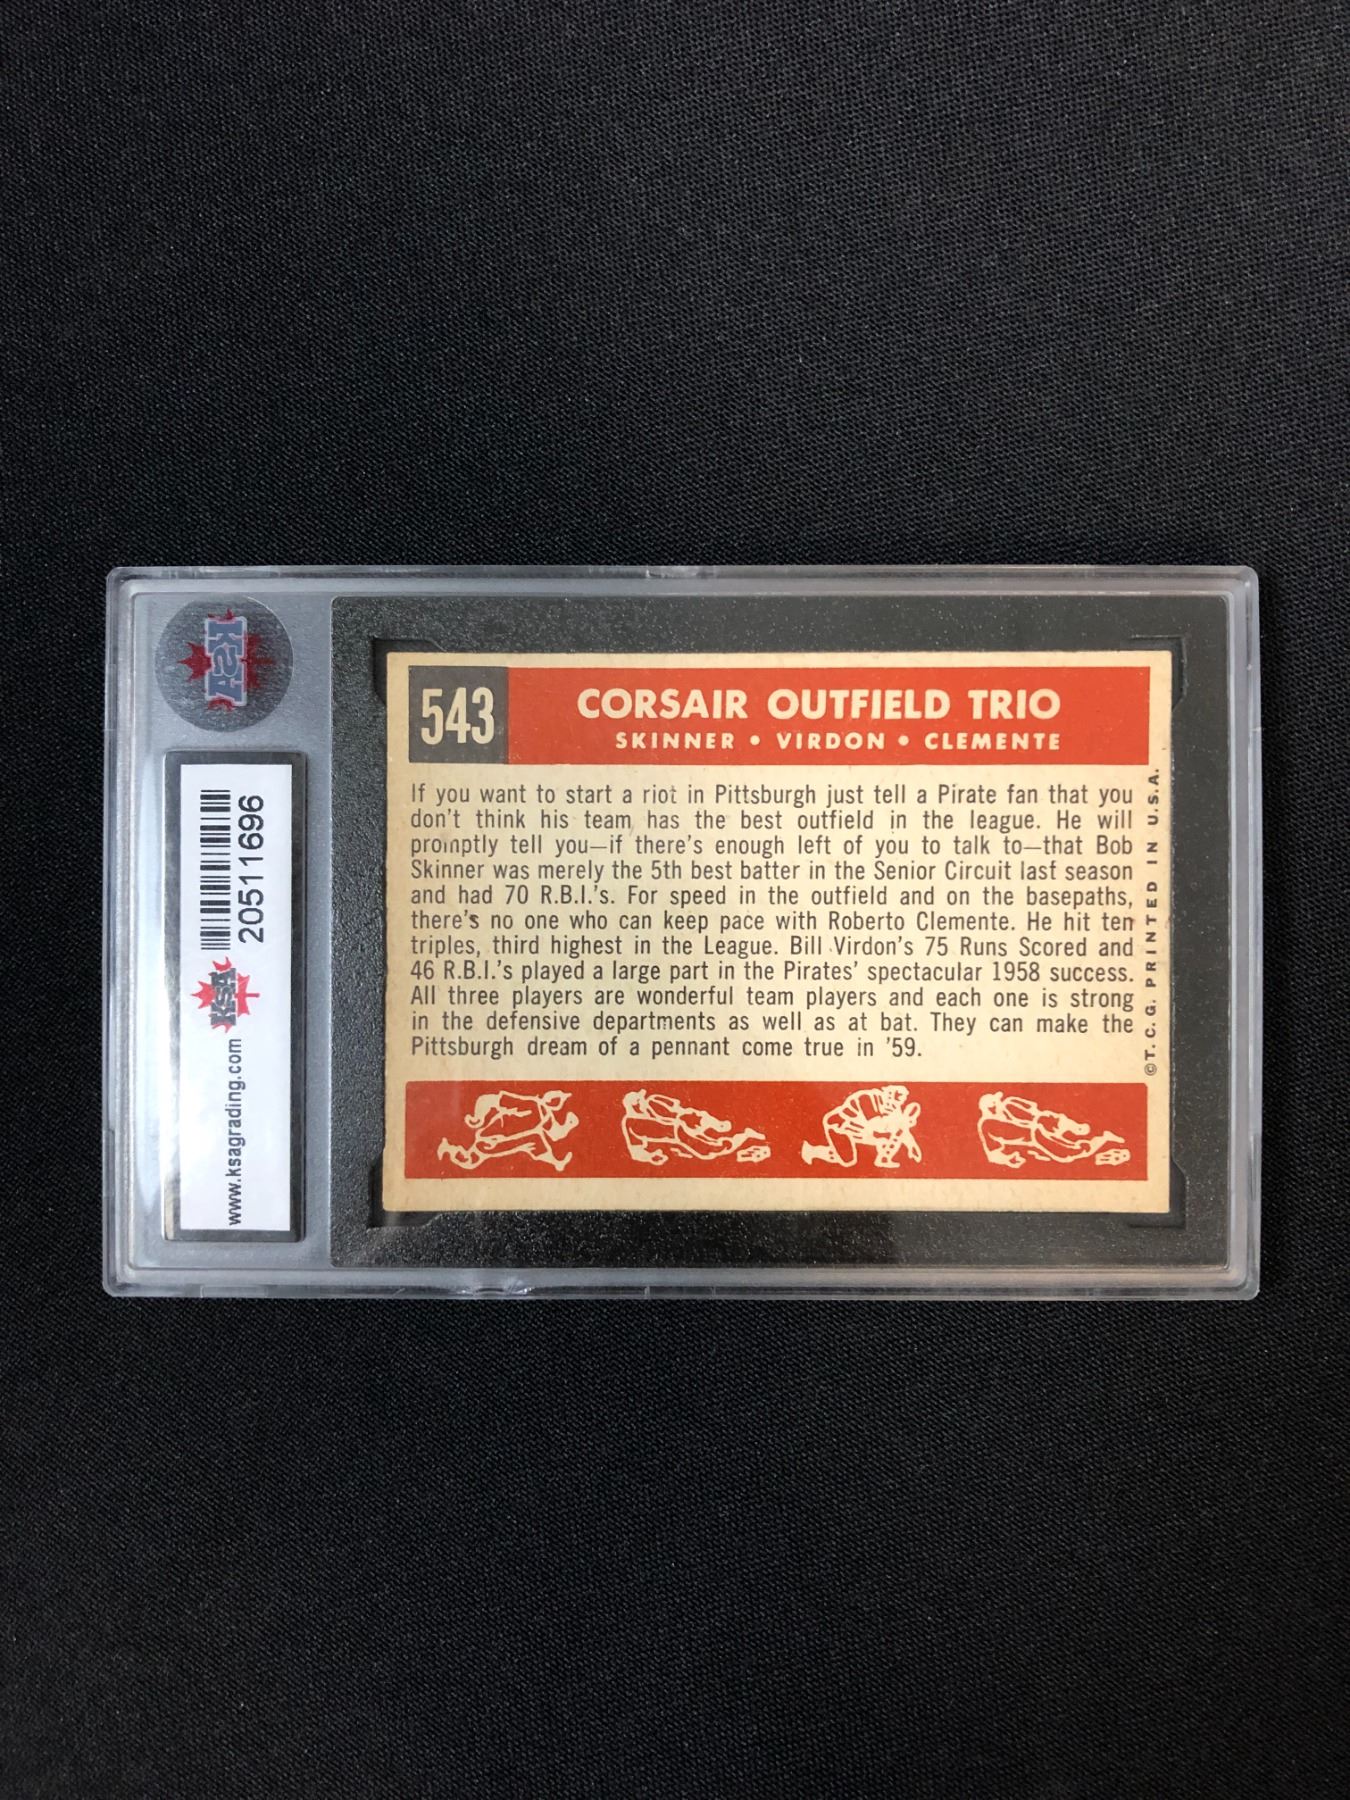 KSA
www.ksagrading.com
KSA
20511696
543
CORSAIR OUTFIELD TRIO
SKINNER • VIRDON • CLEMENTE
If you want to start a riot in Pittsburgh just tell a Pirate fan that you
don't think his team has the best outfield in the league. He will
promptly tell you—if there's enough left of you to talk to—that Bob
Skinner was merely the 5th best batter in the Senior Circuit last season
and had 70 R.B.I.'s. For speed in the outfield and on the basepaths,
there's no one who can keep pace with Roberto Clemente. He hit ten
triples, third highest in the League. Bill Virdon's 75 Runs Scored and
46 R.B.I.'s played a large part in the Pirates' spectacular 1958 success.
All three players are wonderful team players and each one is strong
in the defensive departments as well as at bat. They can make the
Pittsburgh dream of a pennant come true in '59.
©T.C.G. PRINTED IN U.S.A.